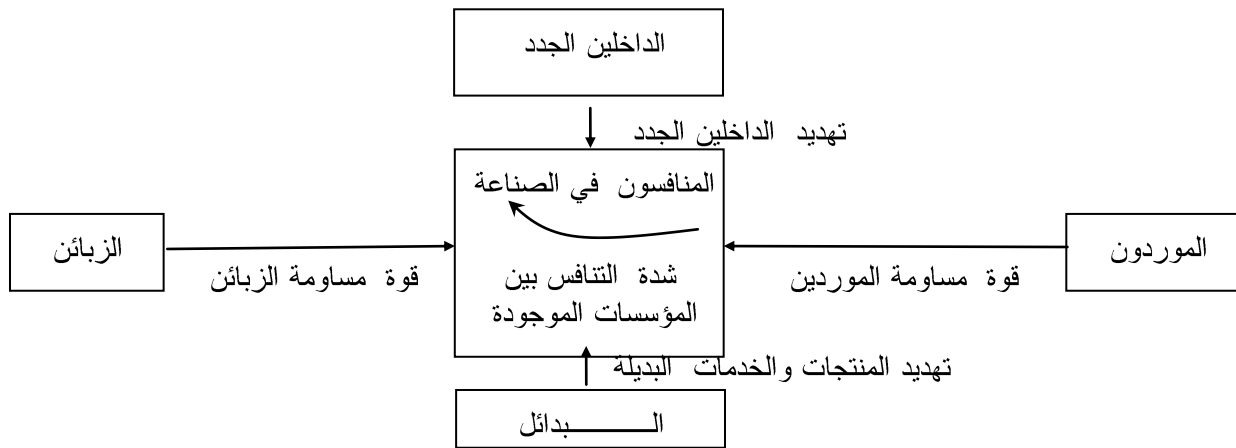 الداخلين الجدد
تهديد الداخلين الجدد
المنافسون في الصناعة
الموردون
الزبائن
قوة مساومة الموردين
شدة التنافس بين
المؤسسات الموجودة
قوة مساومة الزبائن
تهديد المنتجات والخدمات البديلة
الـــــــبدائل